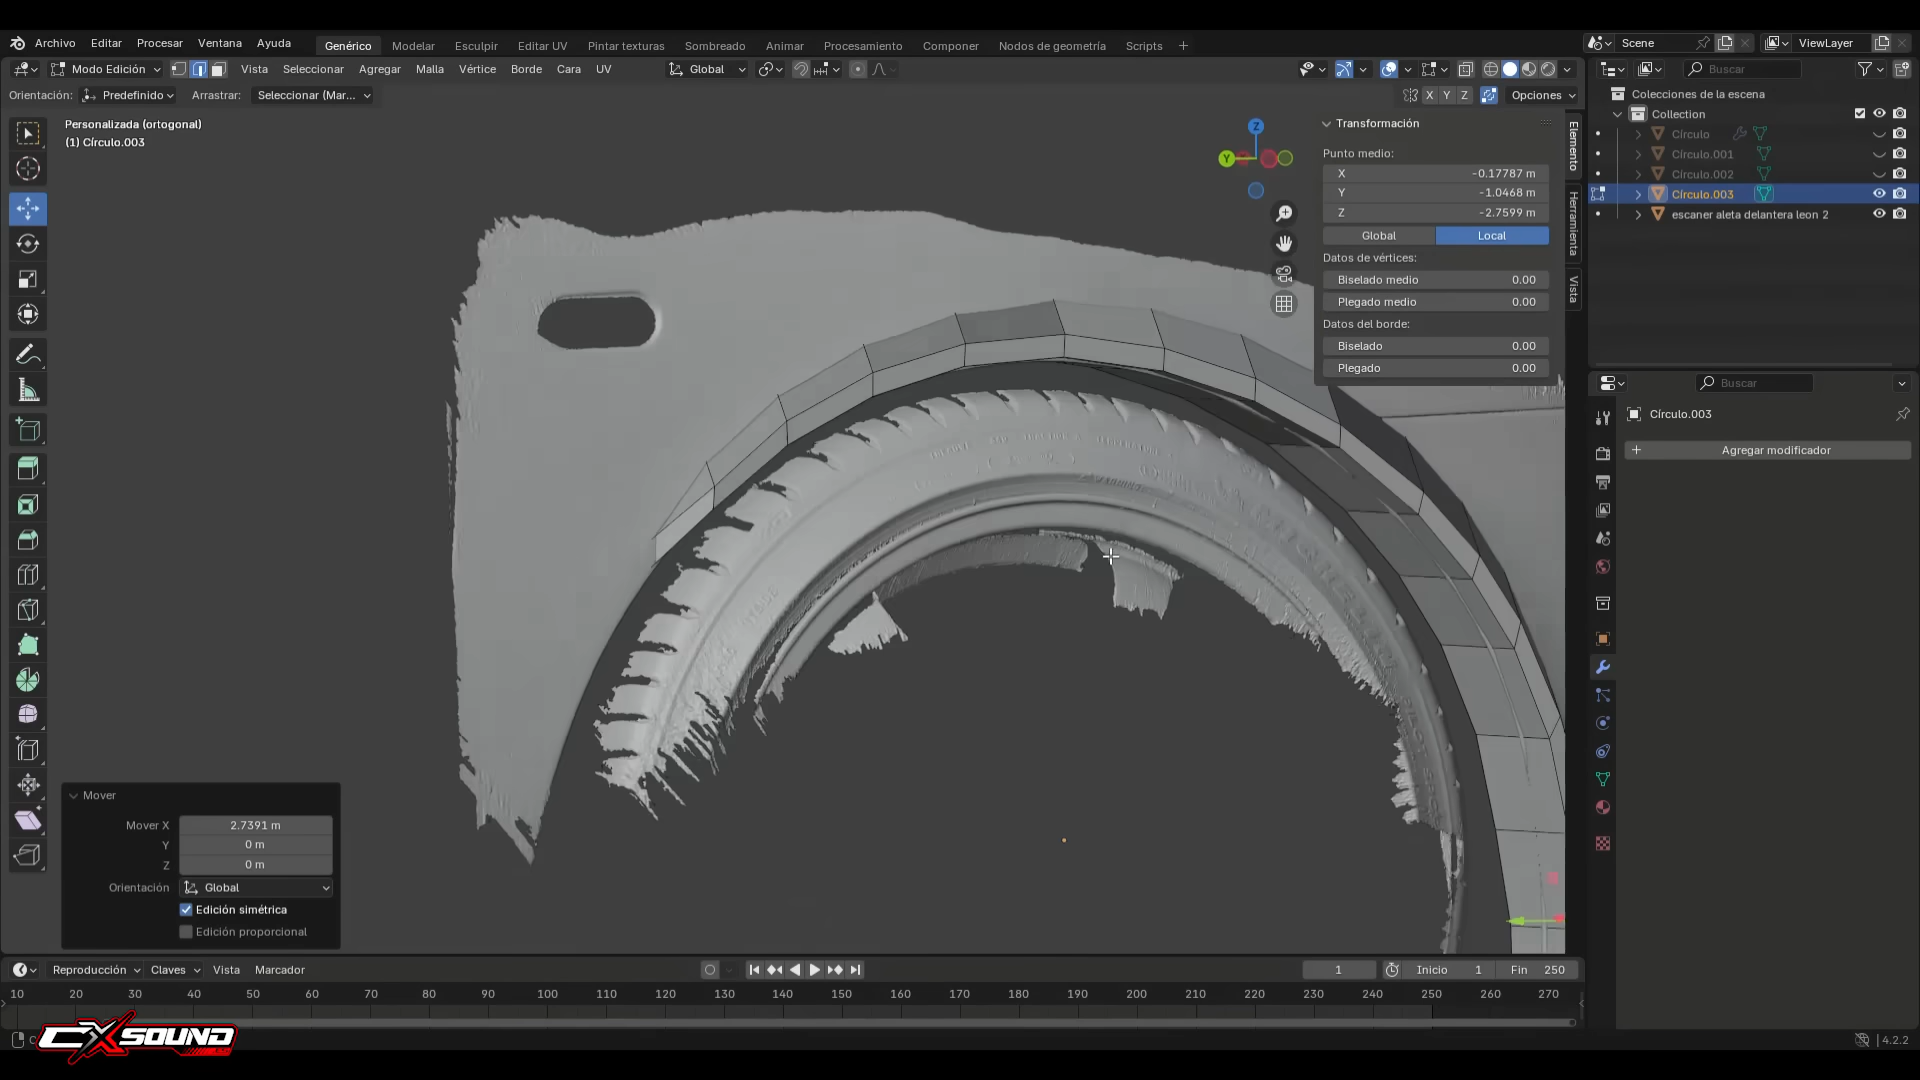 Archivo Editar Procesar Ventana Ayuda Genérico Modelar Esculpir Editar UV Pintar texturas Sombreado Animar Procesamiento Componer Nodos de geometría Scripts Scene ViewLayer
Modo Edición Vista Seleccionar Agregar Malla Vértice Borde Cara UV Global Buscar
Orientación: Predefinido Arrastrar: Seleccionar (Mar... X Y Z Opciones
Colecciones de la escena
Collection
Círculo
Círculo.001
Círculo.002
Círculo.003
escaner aleta delantera leon 2
Personalizada (ortogonal)
(1) Círculo.003
Z
Y
Transformación
Punto medio:
X -0.17787 m
Y -1.0468 m
Z -2.7599 m
Global Local
Datos de vértices:
Biselado medio 0.00
Plegado medio 0.00
Datos del borde:
Biselado 0.00
Plegado 0.00
Elemento
Herramienta
Vista
Buscar
Círculo.003
Agregar modificador
Mover
Mover X 2.7391 m
Y 0 m
Z 0 m
Orientación Global
Edición simétrica
Edición proporcional
Reproducción Claves Vista Marcador 1 Inicio 1 Fin 250
10 20 30 40 50 60 70 80 90 100 110 120 130 140 150 160 170 180 190 200 210 220 230 240 250 260 270
CXSOUND
4.2.2